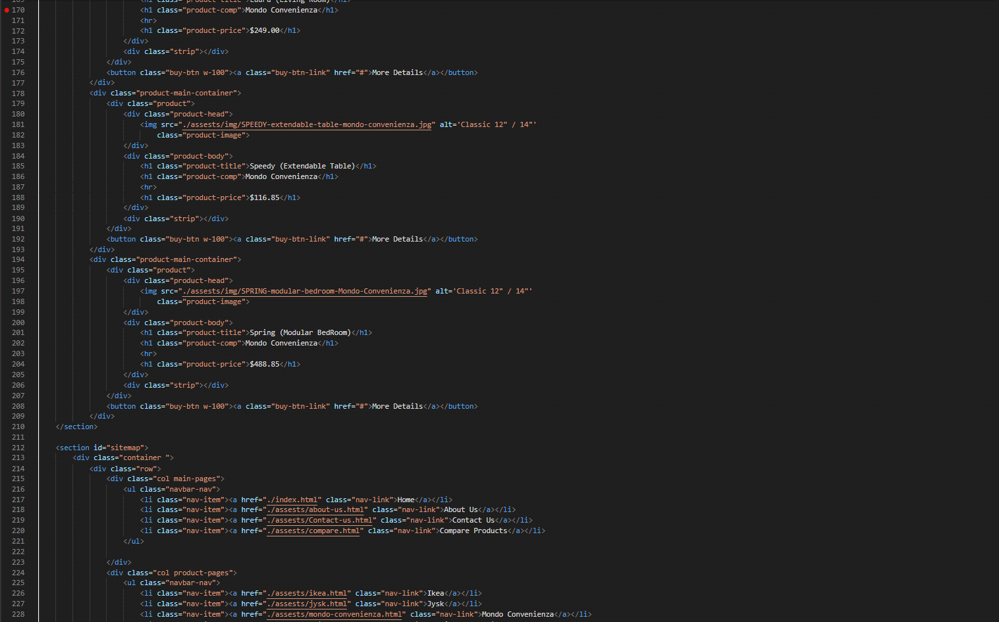 170 <h1 class="product-comp">Mondo Convenienza</h1>
171 <hr>
172 <h1 class="product-price">$249.00</h1>
173 </div>
174 <div class="strip"></div>
175 </div>
176 <button class="buy-btn w-100"><a class="buy-btn-link" href="#">More Details</a></button>
177 </div>
178 <div class="product-main-container">
179 <div class="product">
180 <div class="product-head">
181 <img src="./assests/img/SPEEDY-extendable-table-mondo-convenienza.jpg" alt='Classic 12" / 14"'
182 class="product-image">
183 </div>
184 <div class="product-body">
185 <h1 class="product-title">Speedy (Extendable Table)</h1>
186 <h1 class="product-comp">Mondo Convenienza</h1>
187 <hr>
188 <h1 class="product-price">$116.85</h1>
189 </div>
190 <div class="strip"></div>
191 </div>
192 <button class="buy-btn w-100"><a class="buy-btn-link" href="#">More Details</a></button>
193 </div>
194 <div class="product-main-container">
195 <div class="product">
196 <div class="product-head">
197 <img src="./assests/img/SPRING-modular-bedroom-Mondo-Convenienza.jpg" alt='Classic 12" / 14"'
198 class="product-image">
199 </div>
200 <div class="product-body">
201 <h1 class="product-title">Spring (Modular BedRoom)</h1>
202 <h1 class="product-comp">Mondo Convenienza</h1>
203 <hr>
204 <h1 class="product-price">$488.85</h1>
205 </div>
206 <div class="strip"></div>
207 </div>
208 <button class="buy-btn w-100"><a class="buy-btn-link" href="#">More Details</a></button>
209 </div>
210 </section>
211
212 <section id="sitemap">
213 <div class="container ">
214 <div class="row">
215 <div class="col main-pages">
216 <ul class="navbar-nav">
217 <li class="nav-item"><a href="./index.html" class="nav-link">Home</a></li>
218 <li class="nav-item"><a href="./assests/about-us.html" class="nav-link">About Us</a></li>
219 <li class="nav-item"><a href="./assests/Contact-us.html" class="nav-link">Contact Us</a></li>
220 <li class="nav-item"><a href="./assests/compare.html" class="nav-link">Compare Products</a></li>
221 </ul>
222
223 </div>
224 <div class="col product-pages">
225 <ul class="navbar-nav">
226 <li class="nav-item"><a href="./assests/ikea.html" class="nav-link">Ikea</a></li>
227 <li class="nav-item"><a href="./assests/jysk.html" class="nav-link">Jysk</a></li>
228 <li class="nav-item"><a href="./assests/mondo-convenienza.html" class="nav-link">Mondo Convenienza</a></li>